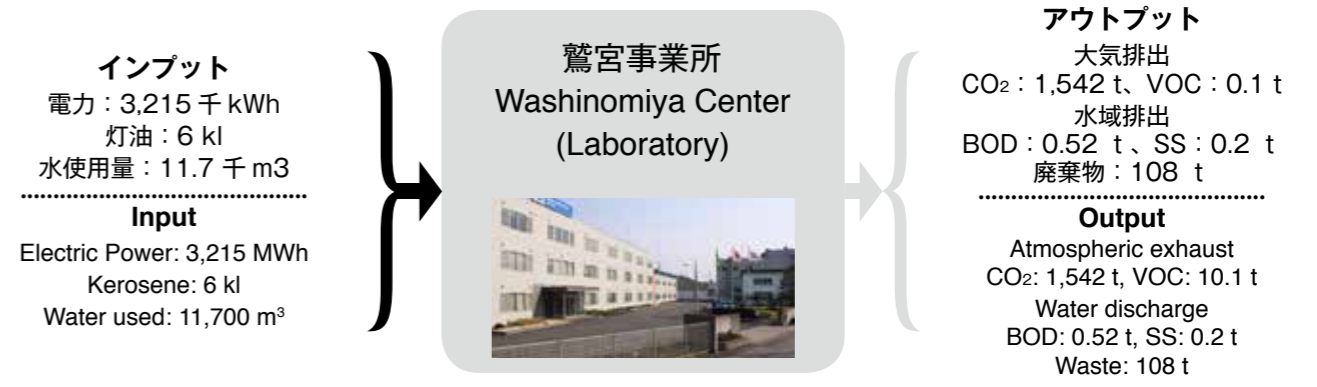 インプット
電力：3,215 千 kWh
灯油：6 kl
水使用量：11.7 千 m3
Input
Electric Power: 3,215 MWh
Kerosene: 6 kl
Water used: 11,700 m³
鷲宮事業所
Washinomiya Center
(Laboratory)
アウトプット
大気排出
CO₂：1,542 t、VOC：0.1 t
水域排出
BOD：0.52 t 、SS：0.2 t
廃棄物：108 t
Output
Atmospheric exhaust
CO₂: 1,542 t, VOC: 10.1 t
Water discharge
BOD: 0.52 t, SS: 0.2 t
Waste: 108 t